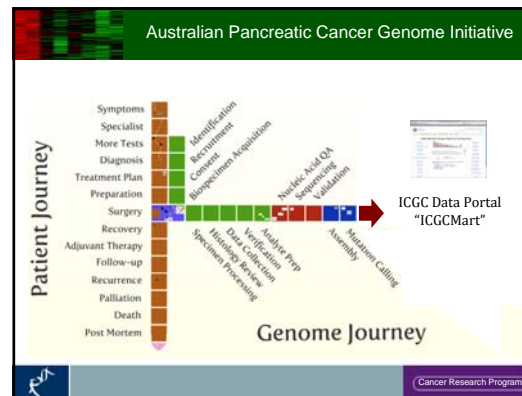 Australian Pancreatic Cancer Genome Initiative
Patient Journey
Symptoms
Specialist
More Tests
Diagnosis
Treatment Plan
Preparation
Surgery
Recovery
Adjuvant Therapy
Follow-up
Recurrence
Palliation
Death
Post Mortem
Identification
Recruitment
Consent
Biospecimen Acquisition
Specimen Processing
Histology Review
Data Collection
Verification
Analyte Prep
Nucleic Acid QA
Sequencing
Validation
Assembly
Mutation Calling
Genome Journey
ICGC Data Portal
“ICGCMart”
Cancer Research Program